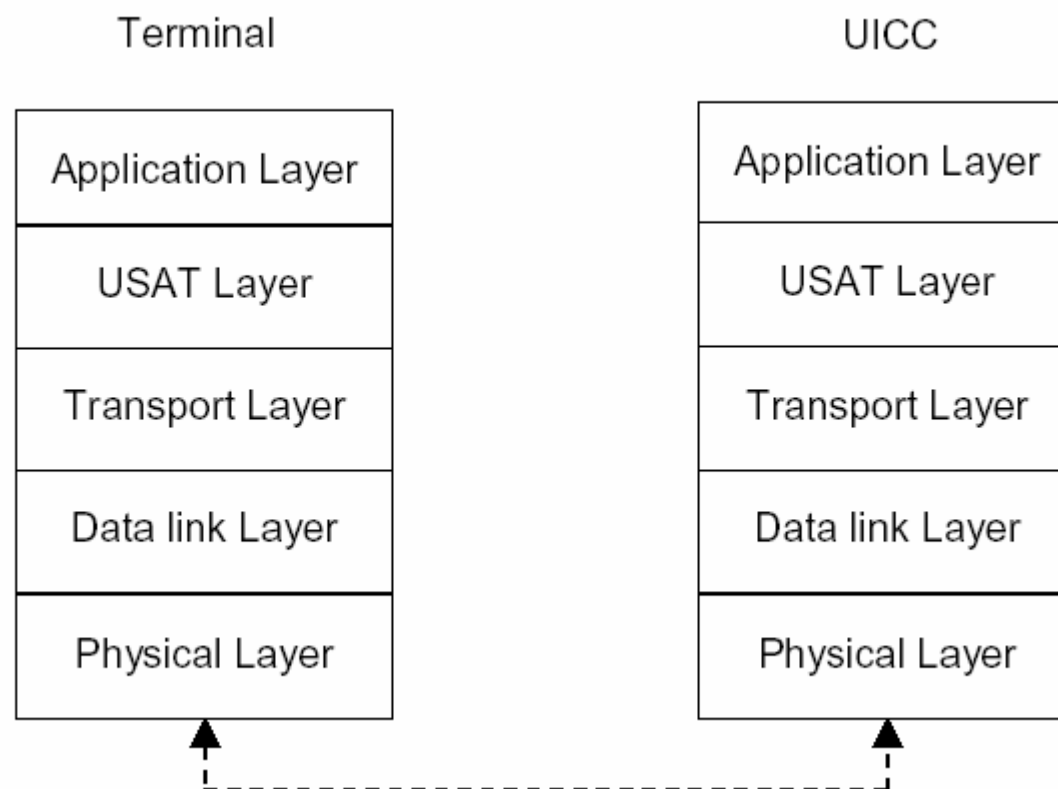 Terminal
UICC
Application Layer
USAT Layer
Transport Layer
Data link Layer
Physical Layer
Application Layer
USAT Layer
Transport Layer
Data link Layer
Physical Layer